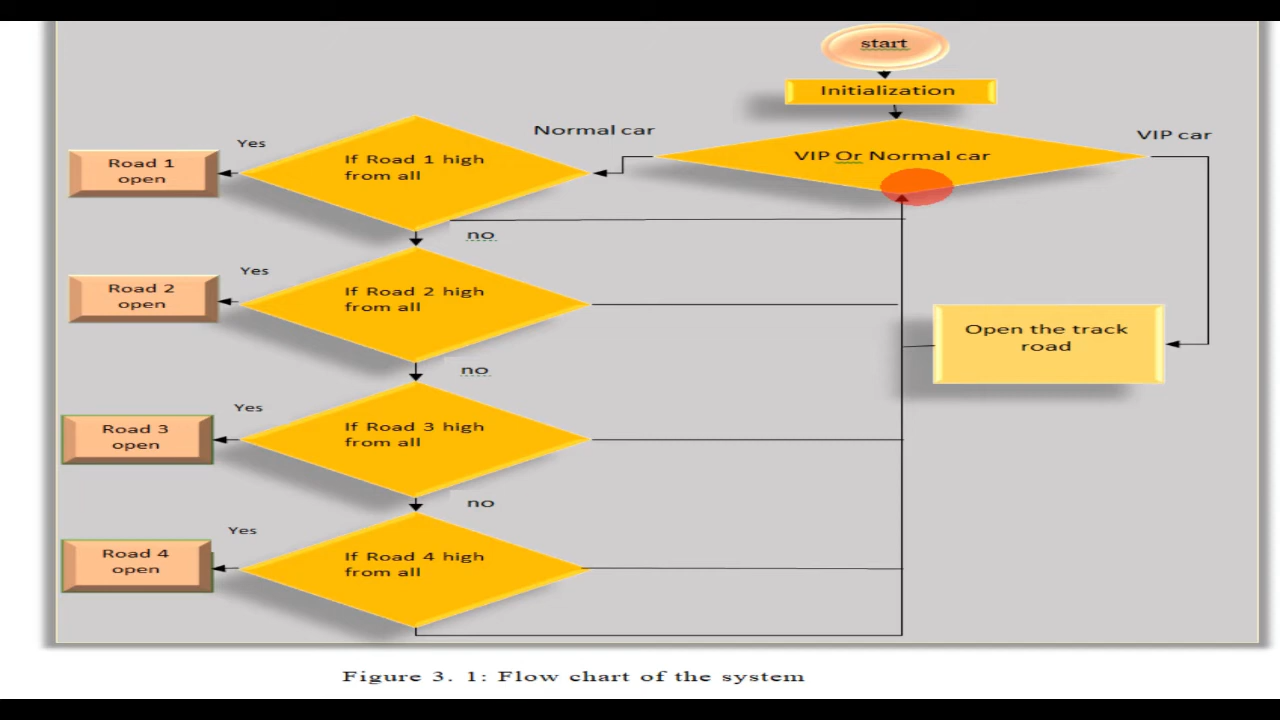 start
Initialization
VIP Or Normal car
Normal car
VIP car
Yes
If Road 1 high
from all
Road 1
open
no
Yes
If Road 2 high
from all
Road 2
open
Open the track
road
no
Yes
If Road 3 high
from all
Road 3
open
no
Yes
If Road 4 high
from all
Road 4
open
Figure 3. 1: Flow chart of the system